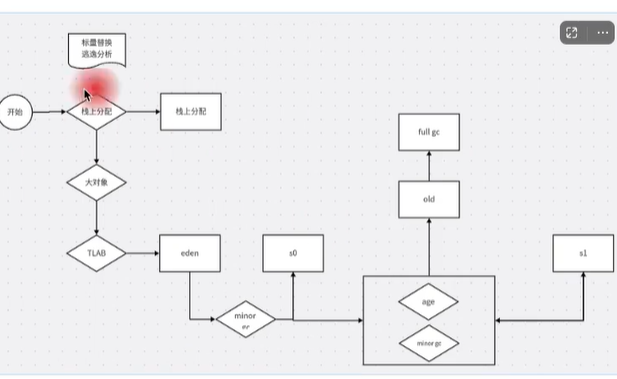 标量替换
逃逸分析
开始
栈上分配
栈上分配
full gc
大对象
old
TLAB
eden
s0
s1
age
minor
gc
minor gc